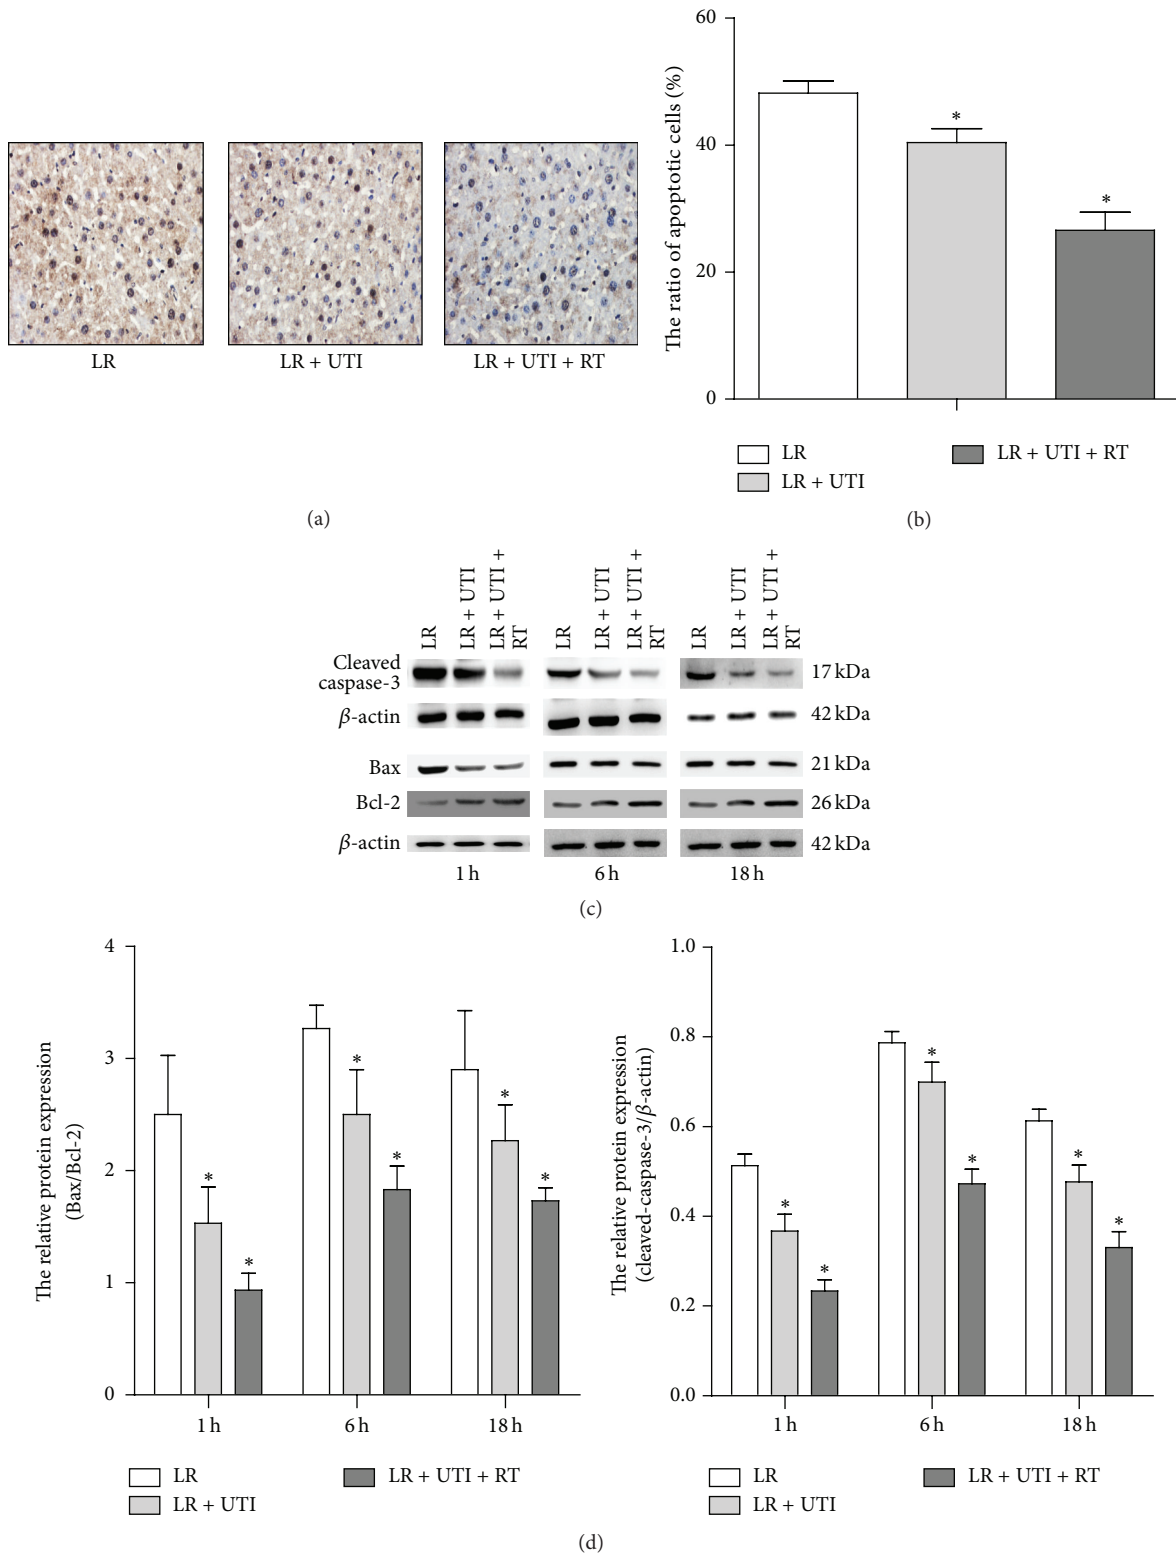 LR
LR + UTI
LR + UTI + RT
(a)
The ratio of apoptotic cells (%)
60
40
20
0
*
*
LR
LR + UTI
LR + UTI + RT
(b)
LR
LR + UTI
LR + UTI +
RT
LR
LR + UTI
LR + UTI +
RT
LR
LR + UTI
LR + UTI +
RT
Cleaved
caspase-3
17 kDa
β-actin
42 kDa
Bax
21 kDa
Bcl-2
26 kDa
β-actin
42 kDa
1 h
6 h
18 h
(c)
The relative protein expression
(Bax/Bcl-2)
4
3
2
1
0
*
*
*
*
*
*
1 h
6 h
18 h
LR
LR + UTI
LR + UTI + RT
The relative protein expression
(cleaved-caspase-3/β-actin)
1.0
0.8
0.6
0.4
0.2
0.0
*
*
*
*
*
*
1 h
6 h
18 h
LR
LR + UTI
LR + UTI + RT
(d)